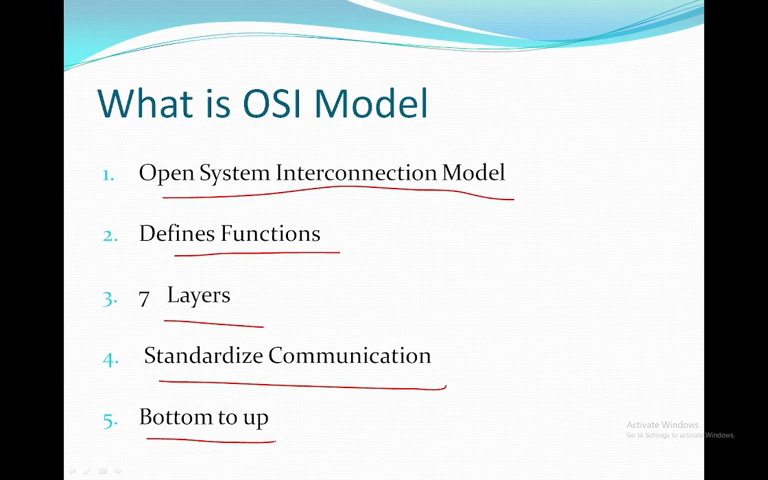 What is OSI Model
1. Open System Interconnection Model
2. Defines Functions
3. 7 Layers
4. Standardize Communication
5. Bottom to up
Activate Windows
Go to Settings to activate Windows.